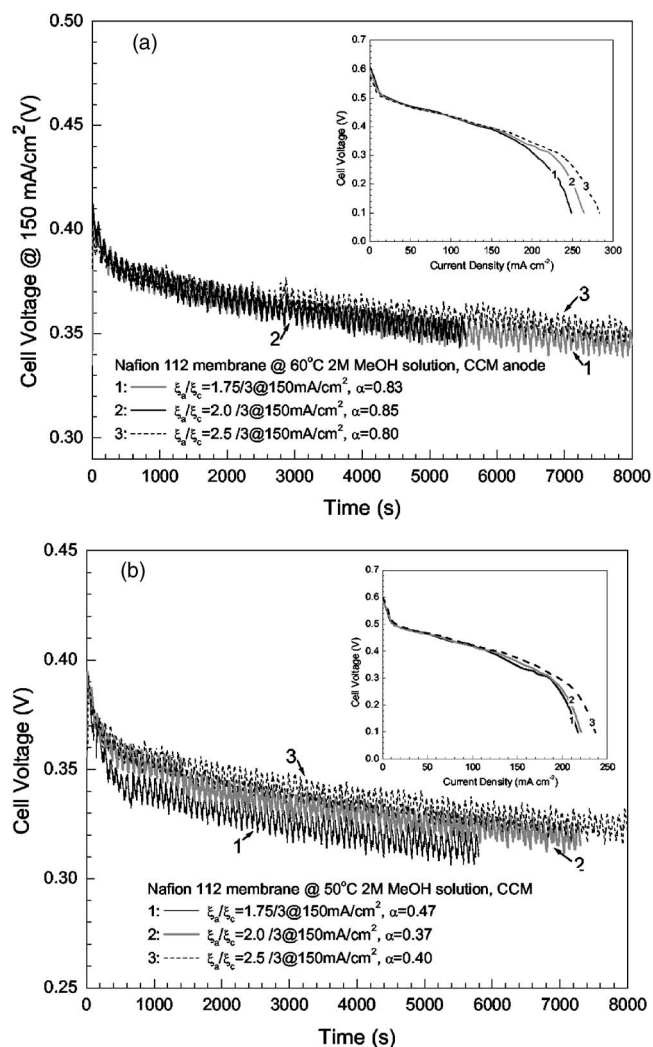 (a)
0.50
0.45
0.40
0.35
0.30
Cell Voltage @ 150 mA/cm² (V)
0.7
0.6
0.5
0.4
0.3
0.2
0.1
0.0
Cell Voltage (V)
1
2
3
0 50 100 150 200 250 300
Current Density (mA cm⁻²)
3
2
1
Nafion 112 membrane @ 60°C 2M MeOH solution, CCM anode
1: ξa/ξc=1.75/3@150mA/cm², α=0.83
2: ξa/ξc=2.0 /3@150mA/cm², α=0.85
3: ξa/ξc=2.5 /3@150mA/cm², α=0.80
0 1000 2000 3000 4000 5000 6000 7000 8000
Time (s)
(b)
0.45
0.40
0.35
0.30
0.25
Cell Voltage (V)
0.7
0.6
0.5
0.4
0.3
0.2
0.1
0.0
Cell Voltage (V)
1
2
3
0 50 100 150 200 250
Current Density (mA cm⁻²)
3
1
2
Nafion 112 membrane @ 50°C 2M MeOH solution, CCM
1: ξa/ξc=1.75/3@150mA/cm², α=0.47
2: ξa/ξc=2.0 /3@150mA/cm², α=0.37
3: ξa/ξc=2.5 /3@150mA/cm², α=0.40
0 1000 2000 3000 4000 5000 6000 7000 8000
Time (s)